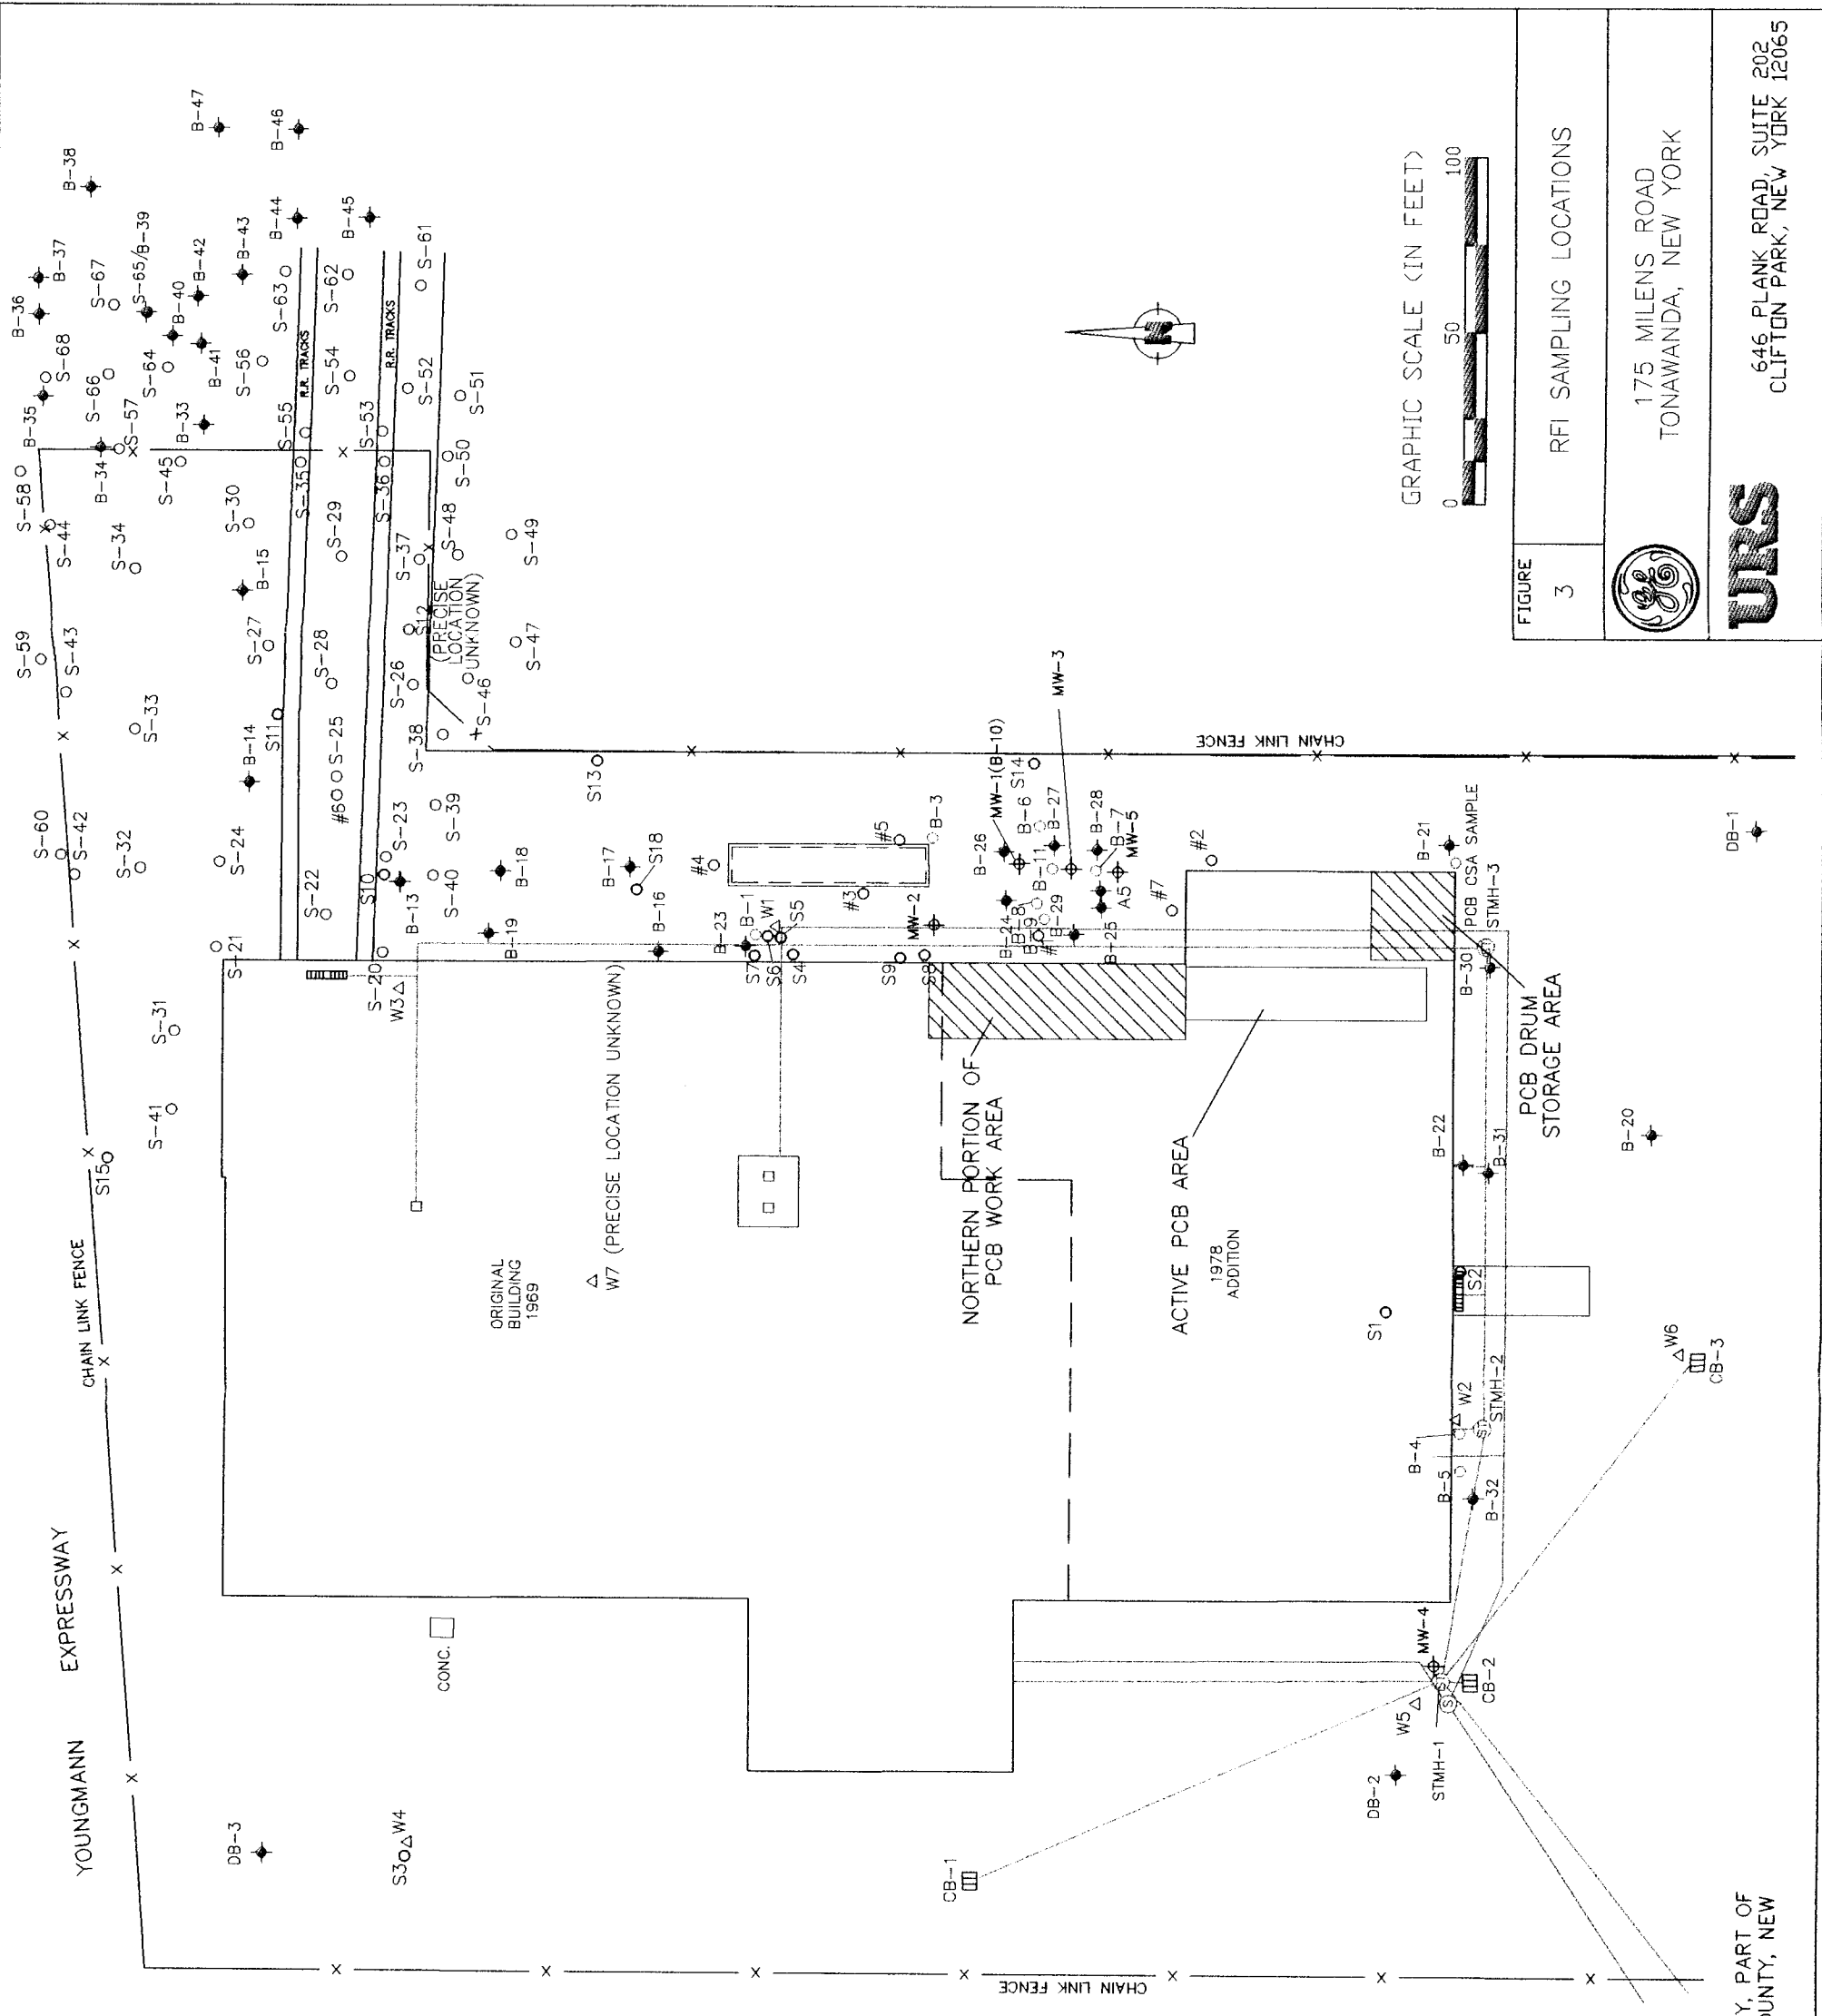 YOUNGMANN EXPRESSWAY
CHAIN LINK FENCE
S-60
S-59
S-58
B-35
B-36
B-37
B-38
B-47
B-46
S-42
S-43
S-44
B-34
S-68
S-66
S-57
S-67
S-65/B-39
S-64
B-40
B-42
B-41
B-33
B-43
B-44
B-45
S-45
S-56
S-63
S-62
S-61
S15
S-41
S-31
S-32
S-33
S-34
S-21
S-24
B-14
S11
S-27
B-15
S-30
S-55
R.R. TRACKS
S-35
S-54
S-53
R.R. TRACKS
S-52
S-51
S-50
S-22
#6
S-25
S-28
S-29
S-36
S-20
S10
B-13
S-23
S-26
S12
(PRECISE
LOCATION
UNKNOWN)
S-37
S-48
S-49
S-47
S-46
S-38
S-39
S-40
DB-3
S3
W4
CONC.
W3
B-19
B-18
B-17
S18
B-16
S13
ORIGINAL
BUILDING
1969
W7 (PRECISE LOCATION UNKNOWN)
B-23
B-1
W1
S7
S6
S5
S4
S9
S8
#4
#3
#5
B-3
MW-2
NORTHERN PORTION OF
PCB WORK AREA
B-26
MW-1(B-10)
B-6
S14
B-27
MW-3
B-24
B-8
B-9
B-11
B-29
B-28
B-7
MW-5
B-25
A5
#7
#2
CHAIN LINK FENCE
N
ACTIVE PCB AREA
1978
ADDITION
S1
B-21
PCB CSA SAMPLE
STMH-3
B-30
PCB DRUM
STORAGE AREA
B-22
B-31
B-20
DB-1
S2
W6
CB-3
W2
STMH-2
B-4
B-5
B-32
MW-4
CB-2
W5
ST
S
STMH-1
DB-2
CB-1
CHAIN LINK FENCE
GRAPHIC SCALE (IN FEET)
0 50 100
FIGURE
3
RFI SAMPLING LOCATIONS
175 MILENS ROAD
TONAWANDA, NEW YORK
URS
646 PLANK ROAD, SUITE 202
CLIFTON PARK, NEW YORK 12065
Y, PART OF
OUNTY, NEW